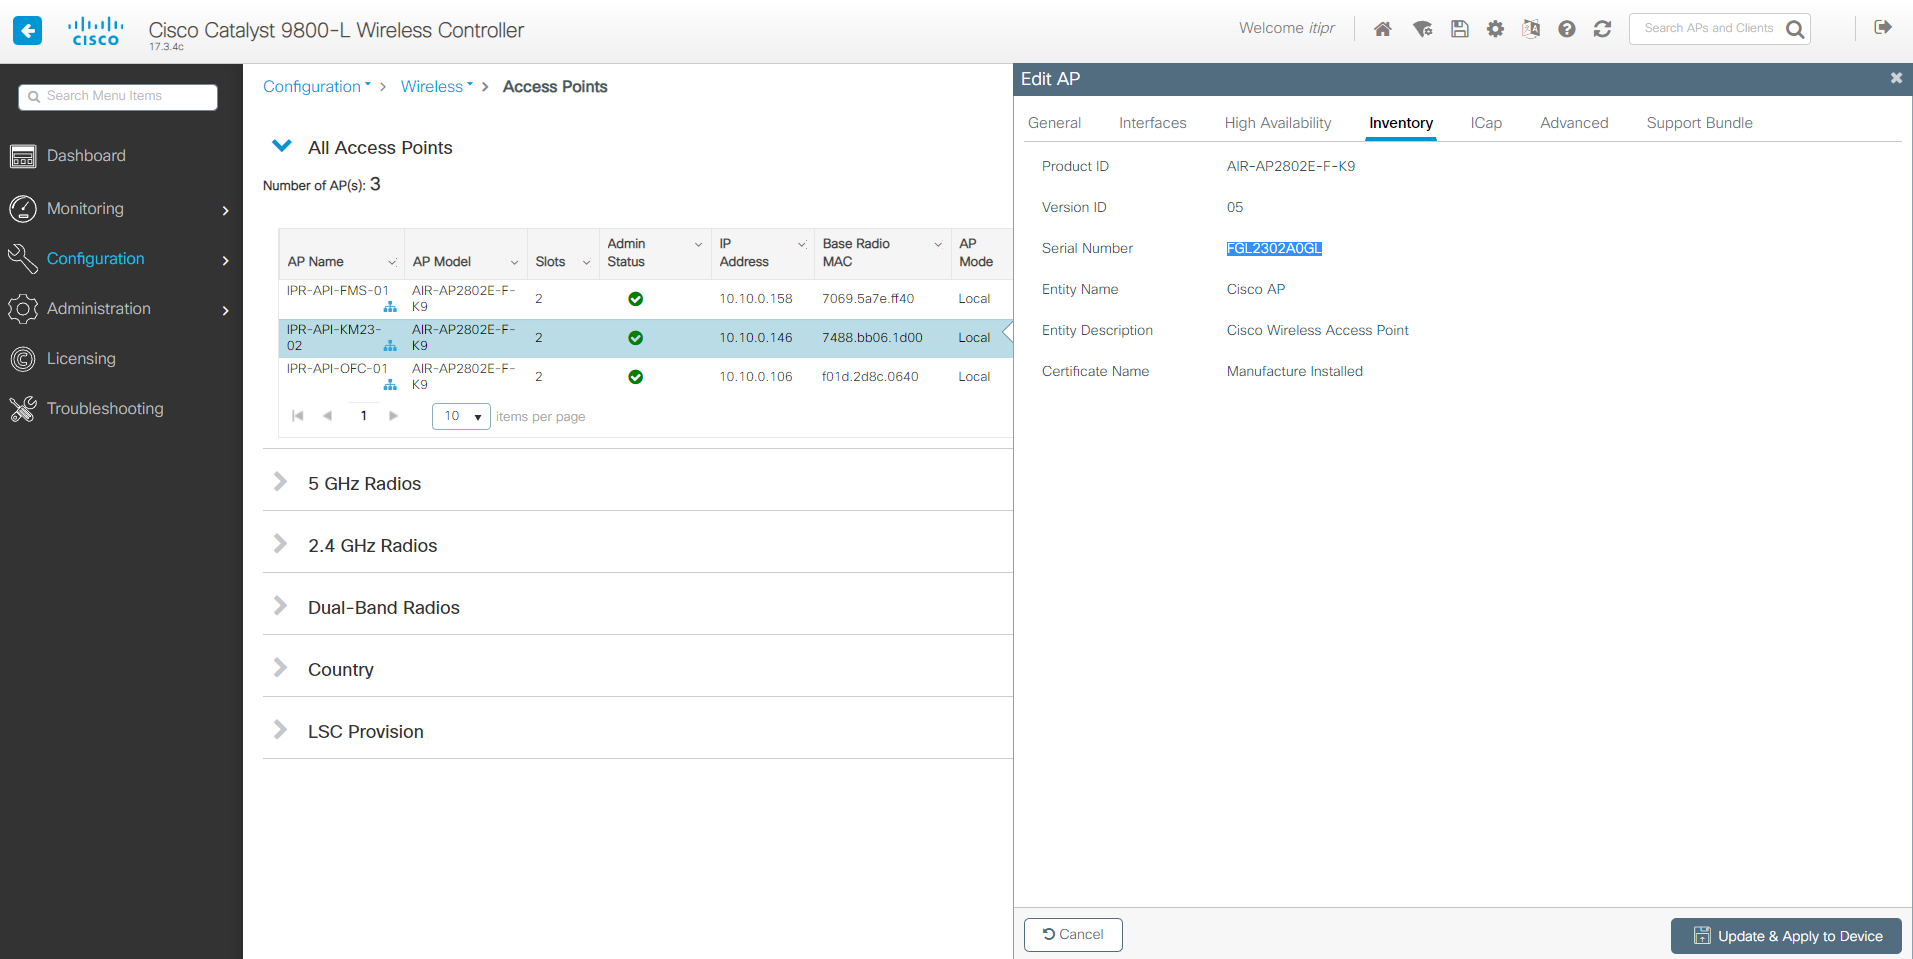 CISCO
Cisco Catalyst 9800-L Wireless Controller
17.3.4c
Welcome itipr
Search APs and Clients
Search Menu Items
Dashboard
Monitoring
Configuration
Administration
Licensing
Troubleshooting
Configuration > Wireless > Access Points
All Access Points
Number of AP(s): 3
AP Name AP Model Slots Admin Status IP Address Base Radio MAC AP Mode
IPR-API-FMS-01 AIR-AP2802E-F-K9 2 10.10.0.158 7069.5a7e.ff40 Local
IPR-API-KM23-02 AIR-AP2802E-F-K9 2 10.10.0.146 7488.bb06.1d00 Local
IPR-API-OFC-01 AIR-AP2802E-F-K9 2 10.10.0.106 f01d.2d8c.0640 Local
1 10 items per page
5 GHz Radios
2.4 GHz Radios
Dual-Band Radios
Country
LSC Provision
Edit AP
General Interfaces High Availability Inventory ICap Advanced Support Bundle
Product ID AIR-AP2802E-F-K9
Version ID 05
Serial Number FGL2302A0GL
Entity Name Cisco AP
Entity Description Cisco Wireless Access Point
Certificate Name Manufacture Installed
Cancel
Update & Apply to Device